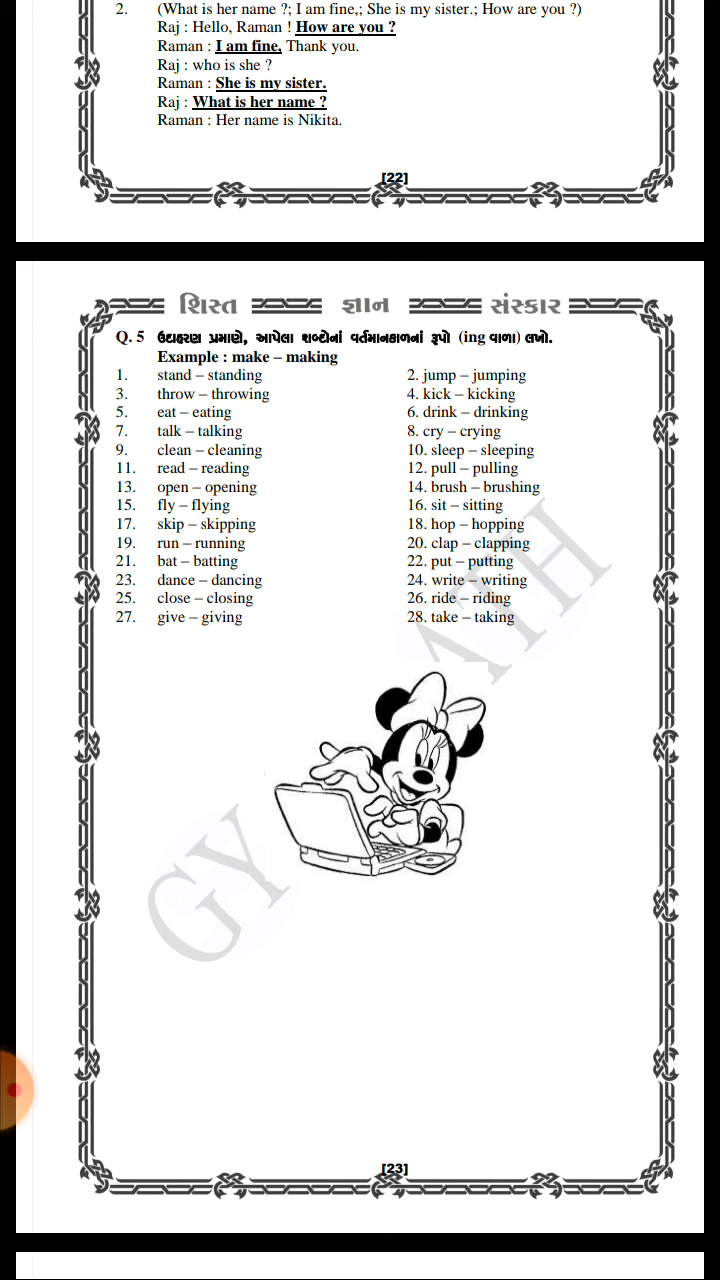 2. (What is her name ?; I am fine,; She is my sister.; How are you ?)
Raj : Hello, Raman ! How are you ?
Raman : I am fine, Thank you.
Raj : who is she ?
Raman : She is my sister.
Raj : What is her name ?
Raman : Her name is Nikita.
[22]
શિસ્ત જ્ઞાન સંસ્કાર
Q. 5 ઉદાહરણ પ્રમાણે, આપેલા શબ્દોનાં વર્તમાનકાળનાં રૂપો (ing વાળા) લખો.
Example : make – making
1. stand – standing 2. jump – jumping
3. throw – throwing 4. kick – kicking
5. eat – eating 6. drink – drinking
7. talk – talking 8. cry – crying
9. clean – cleaning 10. sleep – sleeping
11. read – reading 12. pull – pulling
13. open – opening 14. brush – brushing
15. fly – flying 16. sit – sitting
17. skip – skipping 18. hop – hopping
19. run – running 20. clap – clapping
21. bat – batting 22. put – putting
23. dance – dancing 24. write – writing
25. close – closing 26. ride – riding
27. give – giving 28. take – taking
[23]